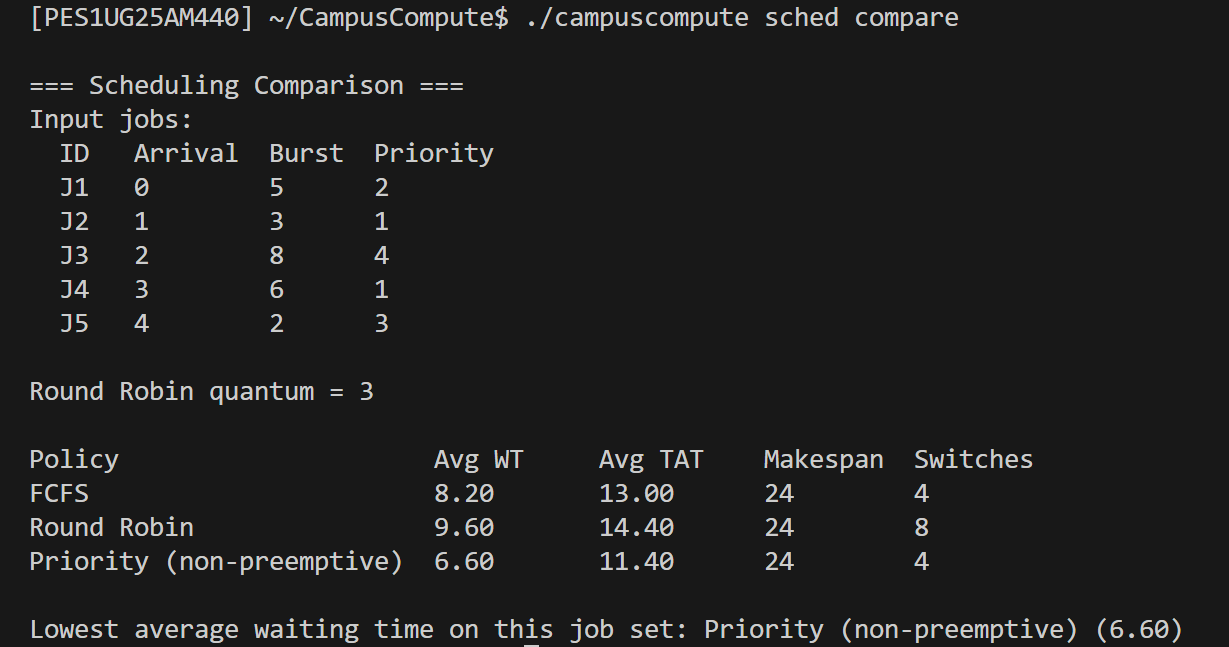 [PES1UG25AM440] ~/CampusCompute$ ./campuscompute sched compare
=== Scheduling Comparison ===
Input jobs:
ID Arrival Burst Priority
J1 0 5 2
J2 1 3 1
J3 2 8 4
J4 3 6 1
J5 4 2 3
Round Robin quantum = 3
Policy Avg WT Avg TAT Makespan Switches
FCFS 8.20 13.00 24 4
Round Robin 9.60 14.40 24 8
Priority (non-preemptive) 6.60 11.40 24 4
Lowest average waiting time on this job set: Priority (non-preemptive) (6.60)